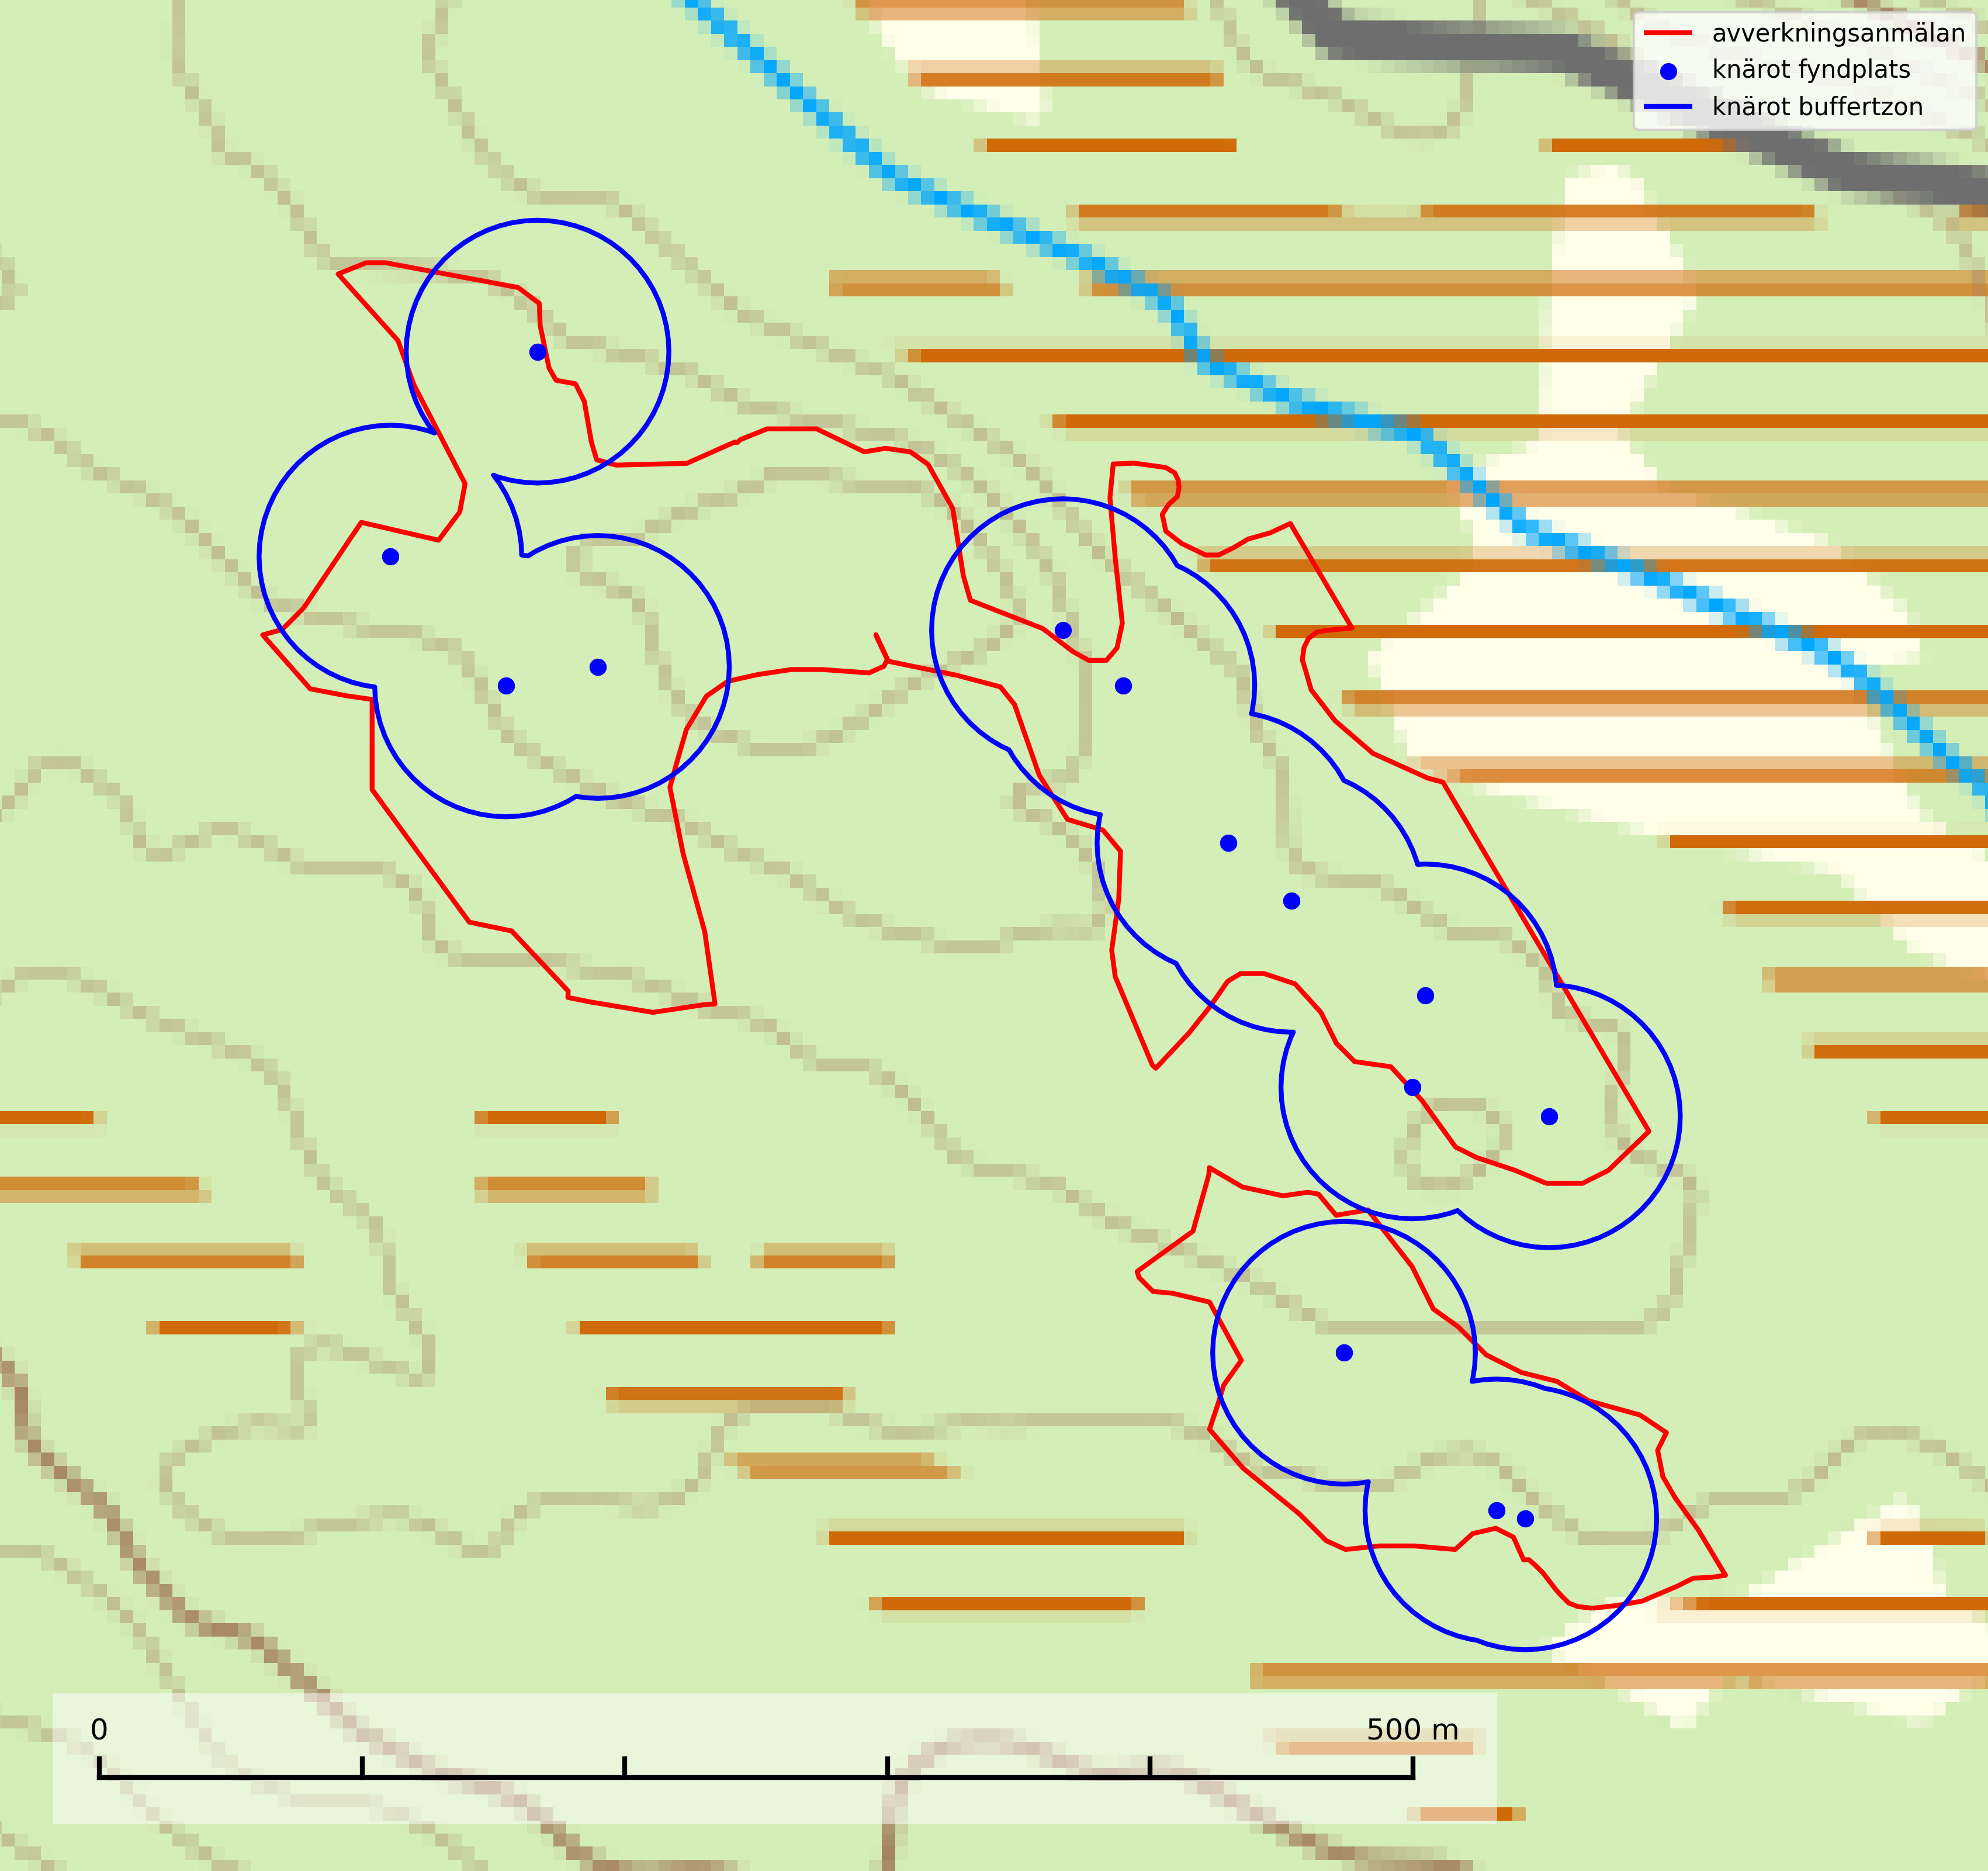 avverkningsanmälan
knärot fyndplats
knärot buffertzon
0 500 m